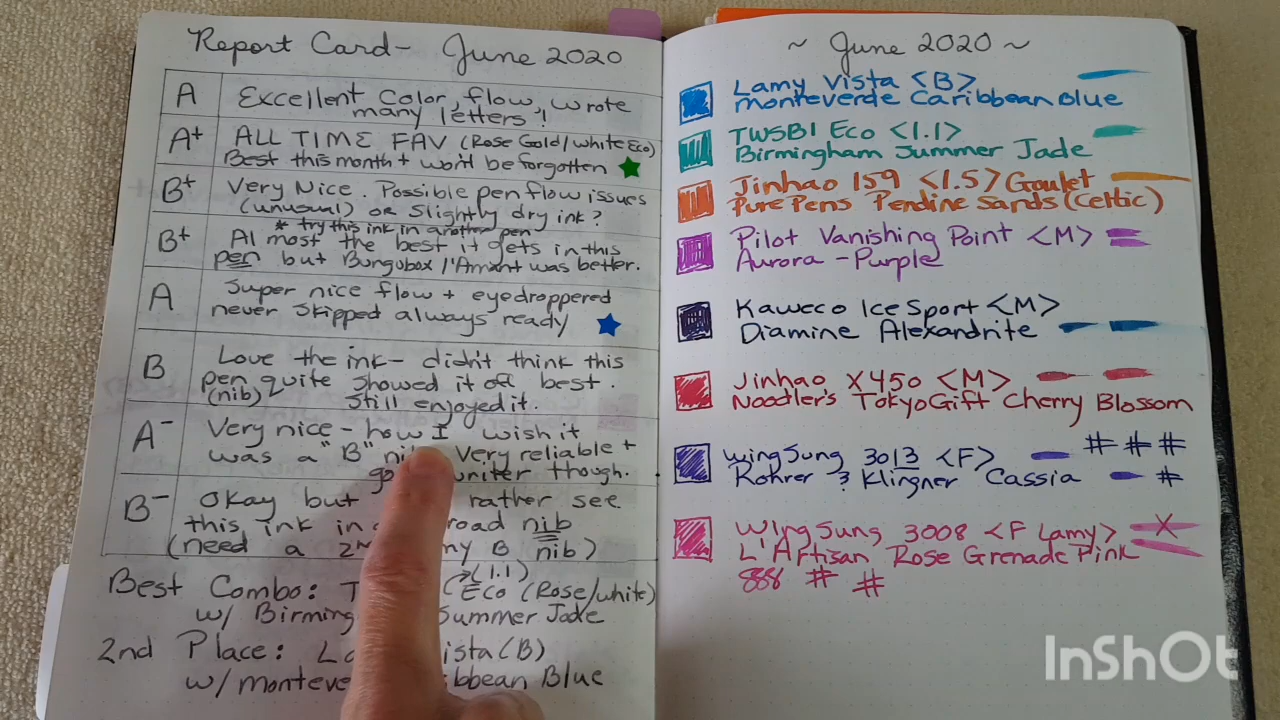 Report Card- June 2020
A
Excellent Color, flow, wrote
many letters!
A+
ALL TIME FAV (Rose Gold/white Eco)
Best this month + won't be forgotten
B+
Very Nice. Possible pen flow issues
(unusual) or slightly dry ink?
* try this ink in another pen
B+
Almost the best it gets in this
pen but Bungubox l'Amant was better.
A
Super nice flow + eyedroppered
never skipped always ready
B
Love the ink- didn't think this
pen quite showed it off best.
(nib) Still enjoyed it.
A-
Very nice - how I wish it
was a "B" Very reliable +
writer though.
B-
Okay but rather see
this ink in nib
(need a B nib)
Best Combo: (1.1) Eco (Rose/white)
w/ Summer Jade
2nd Place: (B)
w/ Blue
~ June 2020 ~
Lamy Vista <B>
Monteverde Caribbean Blue
TWSBI Eco <1.1>
Birmingham Summer Jade
Jinhao 159 <1.5> Goulet
Pure Pens Pendine Sands (Celtic)
Pilot Vanishing Point <M>
Aurora - Purple
Kaweco Ice Sport <M>
Diamine Alexandrite
Jinhao X450 <M>
Noodler's Tokyo Gift Cherry Blossom
Wing Sung 3013 <F> # # #
Rohrer & Klingner Cassia #
Wing Sung 3008 <F Lamy> X
L'Artisan Rose Grenade Pink
888 # #
InShOt